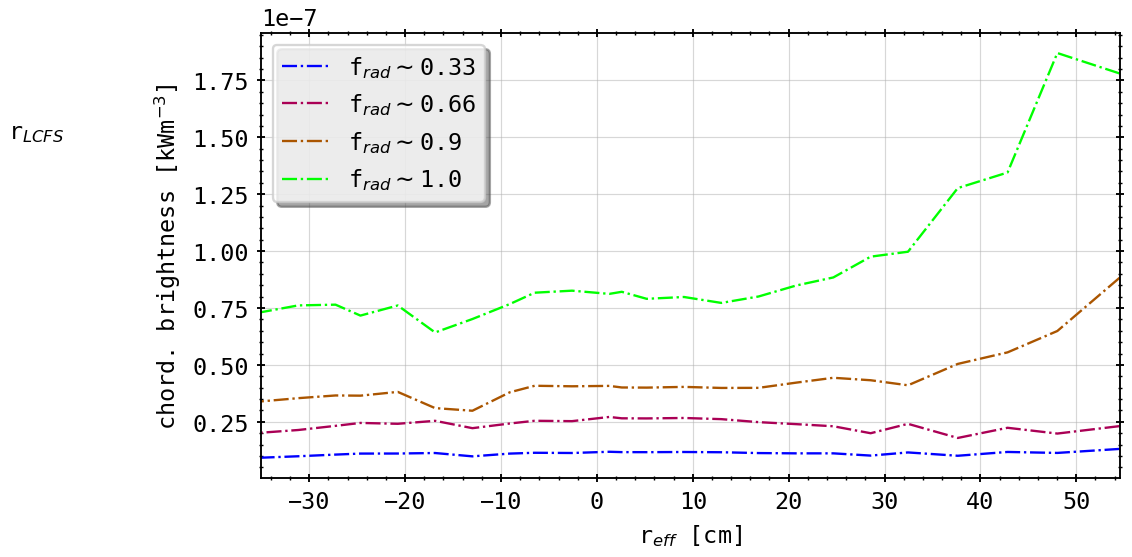 1e−7
f_rad ∼ 0.33
f_rad ∼ 0.66
f_rad ∼ 0.9
f_rad ∼ 1.0
r_LCFS
chord. brightness [kWm⁻³]
1.75
1.50
1.25
1.00
0.75
0.50
0.25
−30 −20 −10 0 10 20 30 40 50
r_eff [cm]